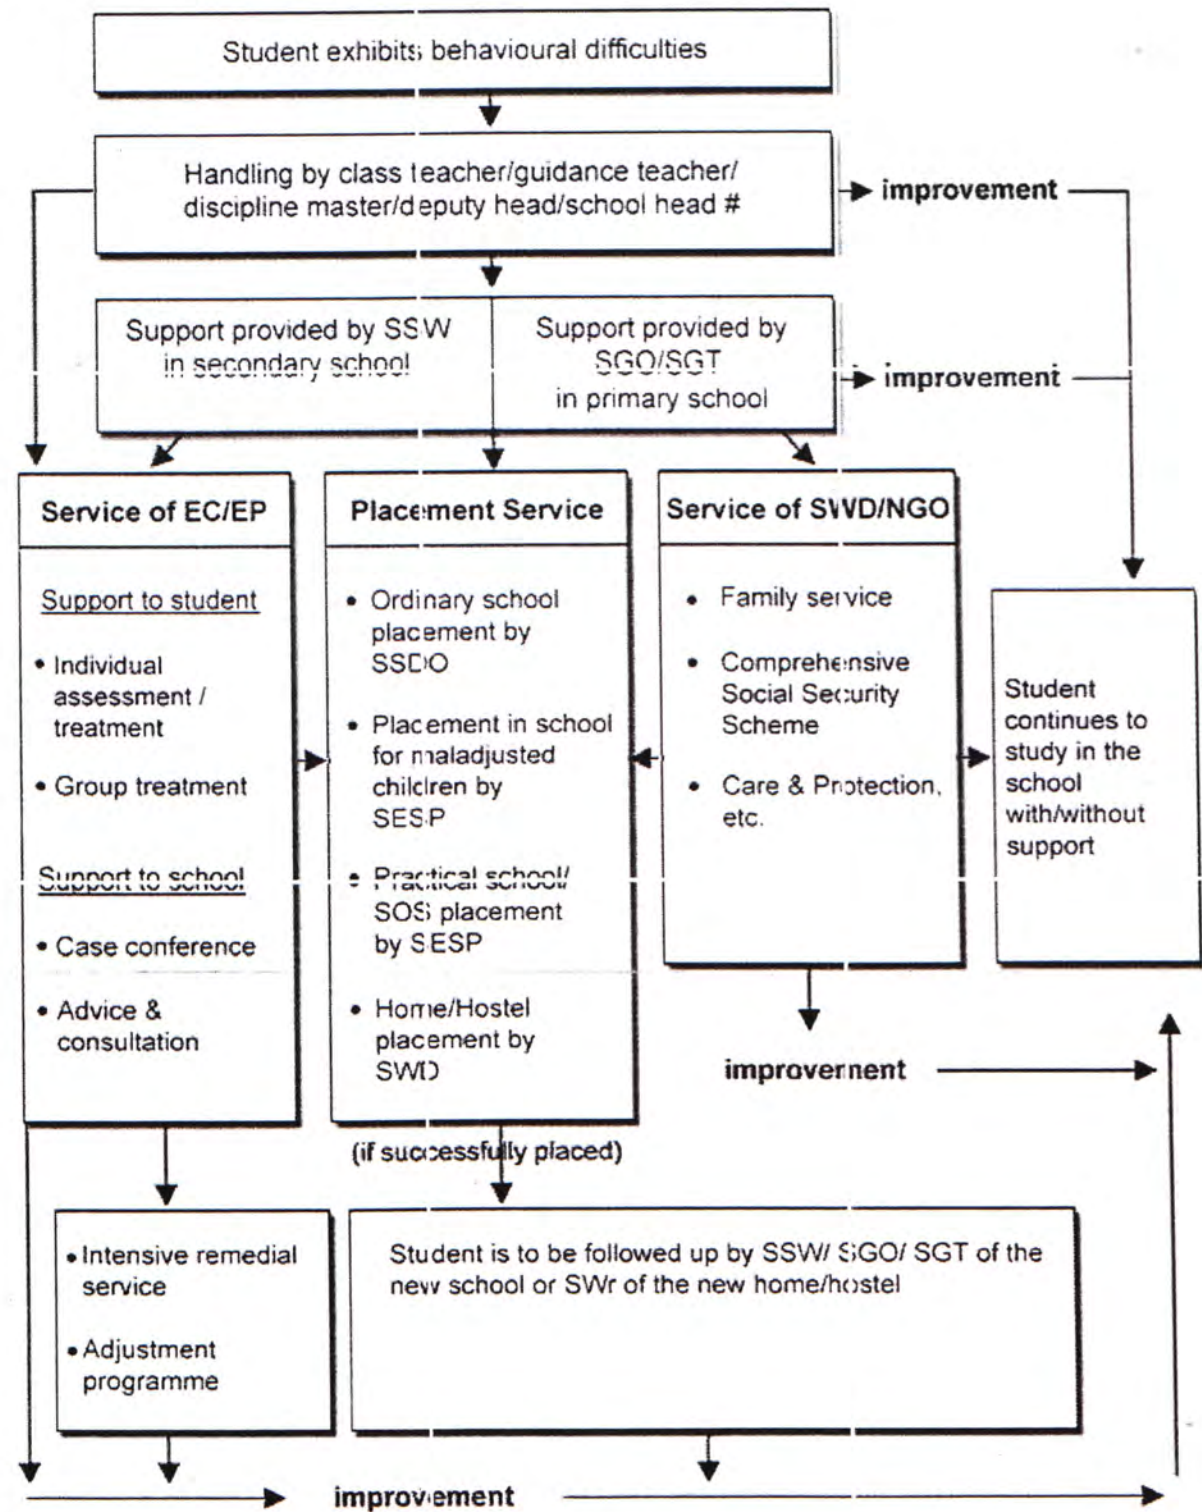 Student exhibits behavioural difficulties
Handling by class teacher/guidance teacher/
discipline master/deputy head/school head #
improvement
Support provided by SSW
in secondary school
Support provided by
SGO/SGT
in primary school
improvement
Service of EC/EP
Support to student
• Individual
assessment /
treatment
• Group treatment
Support to school
• Case conference
• Advice &
consultation
Placement Service
• Ordinary school
placement by
SSDO
• Placement in school
for maladjusted
children by
SESP
• Practical school/
SOS placement
by SESP
• Home/Hostel
placement by
SWD
Service of SWD/NGO
• Family service
• Comprehensive
Social Security
Scheme
• Care & Protection,
etc.
Student
continues to
study in the
school
with/without
support
improvement
(if successfully placed)
• Intensive remedial
service
• Adjustment
programme
Student is to be followed up by SSW/ SGO/ SGT of the
new school or SWr of the new home/hostel
improvement